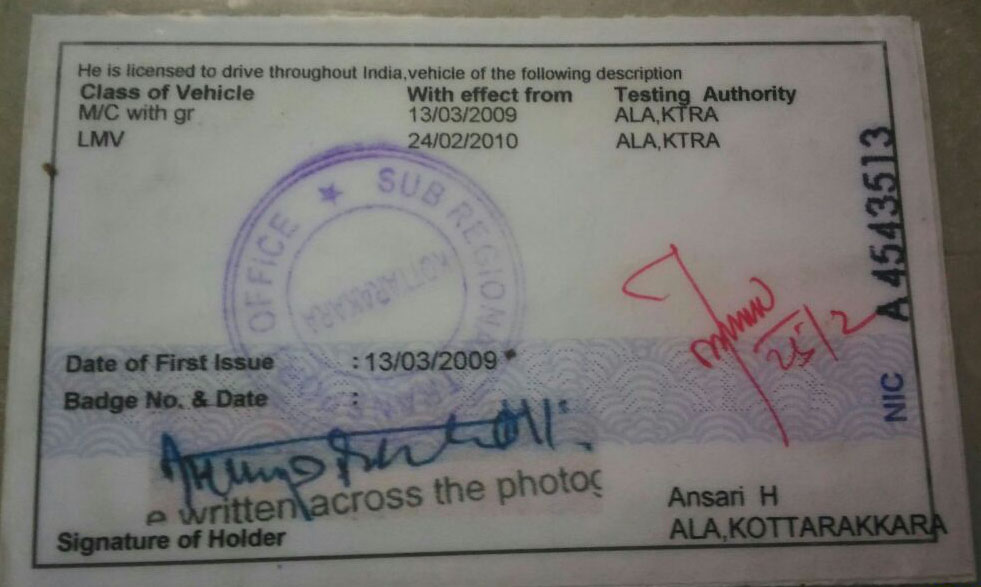 He is licensed to drive throughout India,vehicle of the following description
Class of Vehicle With effect from Testing Authority
M/C with gr 13/03/2009 ALA,KTRA
LMV 24/02/2010 ALA,KTRA
SUB REGIONAL TRANSPORT OFFICE
KOTTARAKARA
25/2
NIC A 4543513
Date of First Issue :13/03/2009
Badge No. & Date :
written across the photog
Signature of Holder
Ansari H
ALA,KOTTARAKKARA